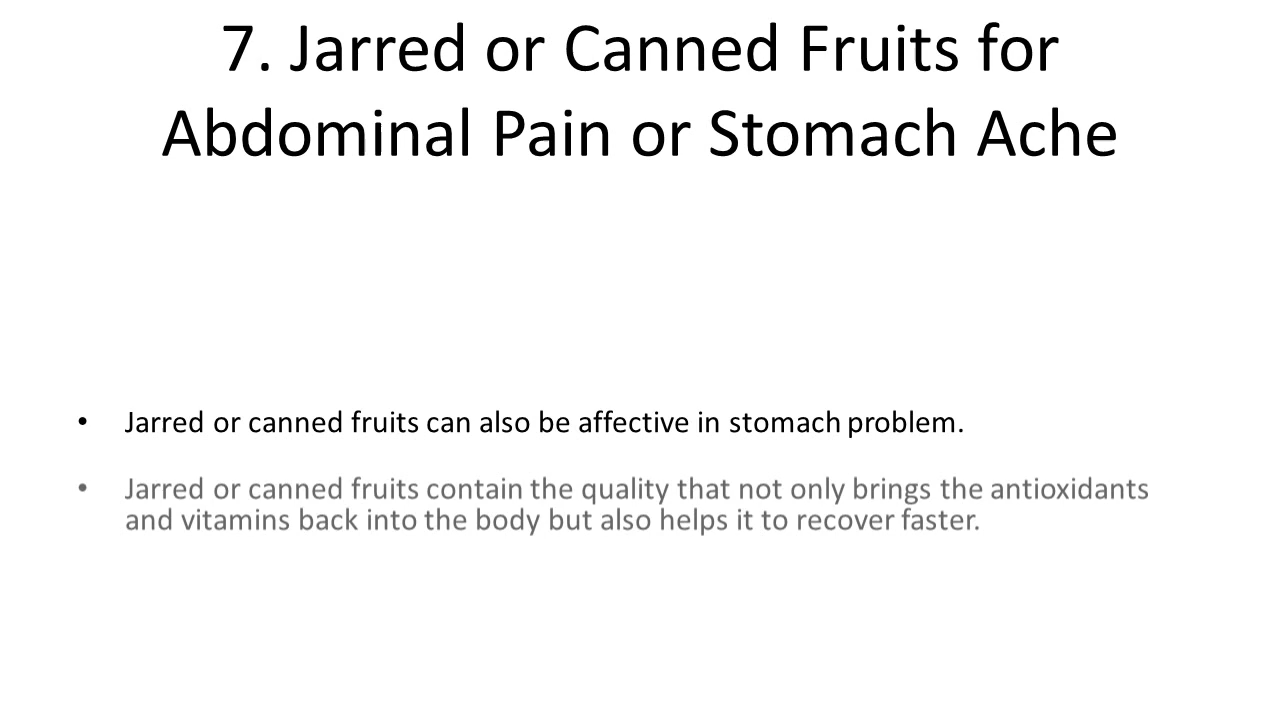 7. Jarred or Canned Fruits for
Abdominal Pain or Stomach Ache
• Jarred or canned fruits can also be affective in stomach problem.
• Jarred or canned fruits contain the quality that not only brings the antioxidants
and vitamins back into the body but also helps it to recover faster.